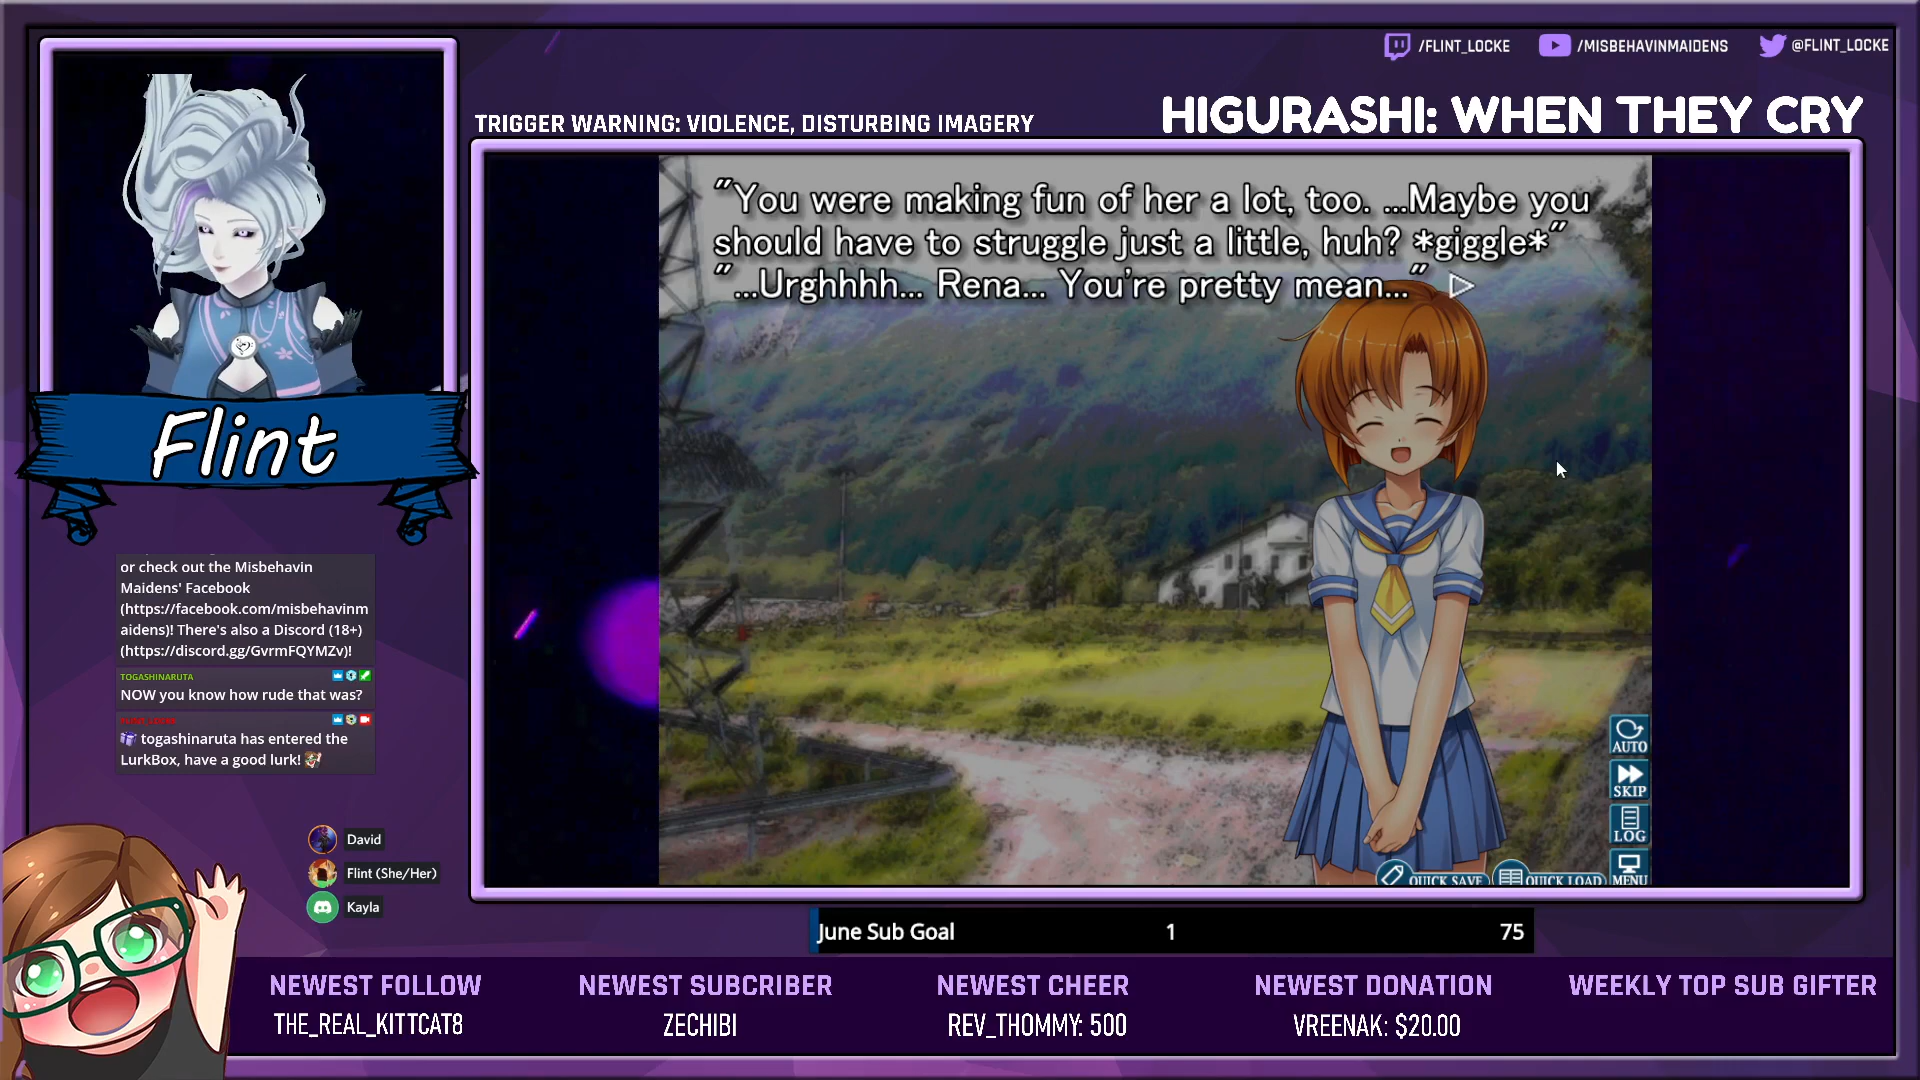 /FLINT_LOCKE
/MISBEHAVINMAIDENS
@FLINT_LOCKE
TRIGGER WARNING: VIOLENCE, DISTURBING IMAGERY
HIGURASHI: WHEN THEY CRY
"You were making fun of her a lot, too. ...Maybe you
should have to struggle just a little, huh? *giggle*"
"...Urghhhh... Rena... You're pretty mean..."
Flint
or check out the Misbehavin
Maidens' Facebook
(https://facebook.com/misbehavinm
aidens)! There's also a Discord (18+)
(https://discord.gg/GvrmFQYMZv)!
TOGASHINARUTA
NOW you know how rude that was?
togashinaruta has entered the
LurkBox, have a good lurk!
David
Flint (She/Her)
Kayla
AUTO
SKIP
LOG
MENU
QUICK SAVE
QUICK LOAD
June Sub Goal
1
75
NEWEST FOLLOW
THE_REAL_KITTCAT8
NEWEST SUBCRIBER
ZECHIBI
NEWEST CHEER
REV_THOMMY: 500
NEWEST DONATION
VREENAK: $20.00
WEEKLY TOP SUB GIFTER